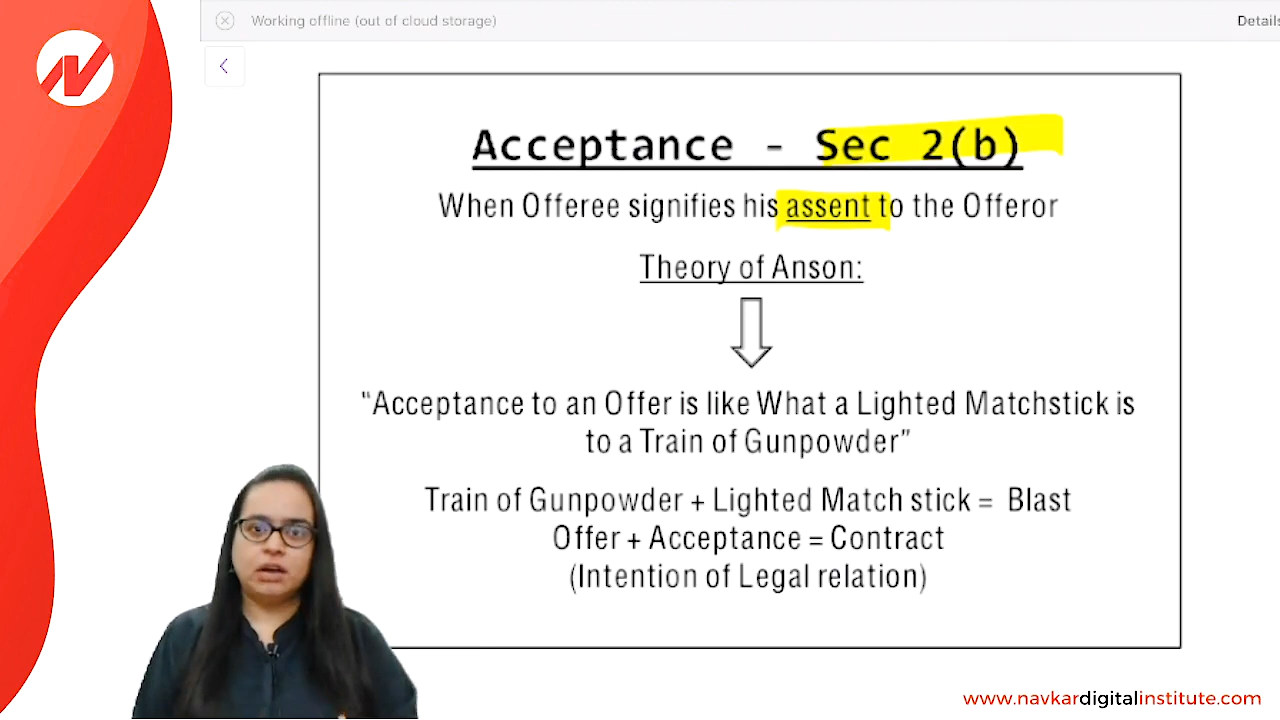 Working offline (out of cloud storage)
Details
Acceptance - Sec 2(b)
When Offeree signifies his assent to the Offeror
Theory of Anson:
"Acceptance to an Offer is like What a Lighted Matchstick is
to a Train of Gunpowder"
Train of Gunpowder + Lighted Match stick = Blast
Offer + Acceptance = Contract
(Intention of Legal relation)
www.navkardigitalinstitute.com